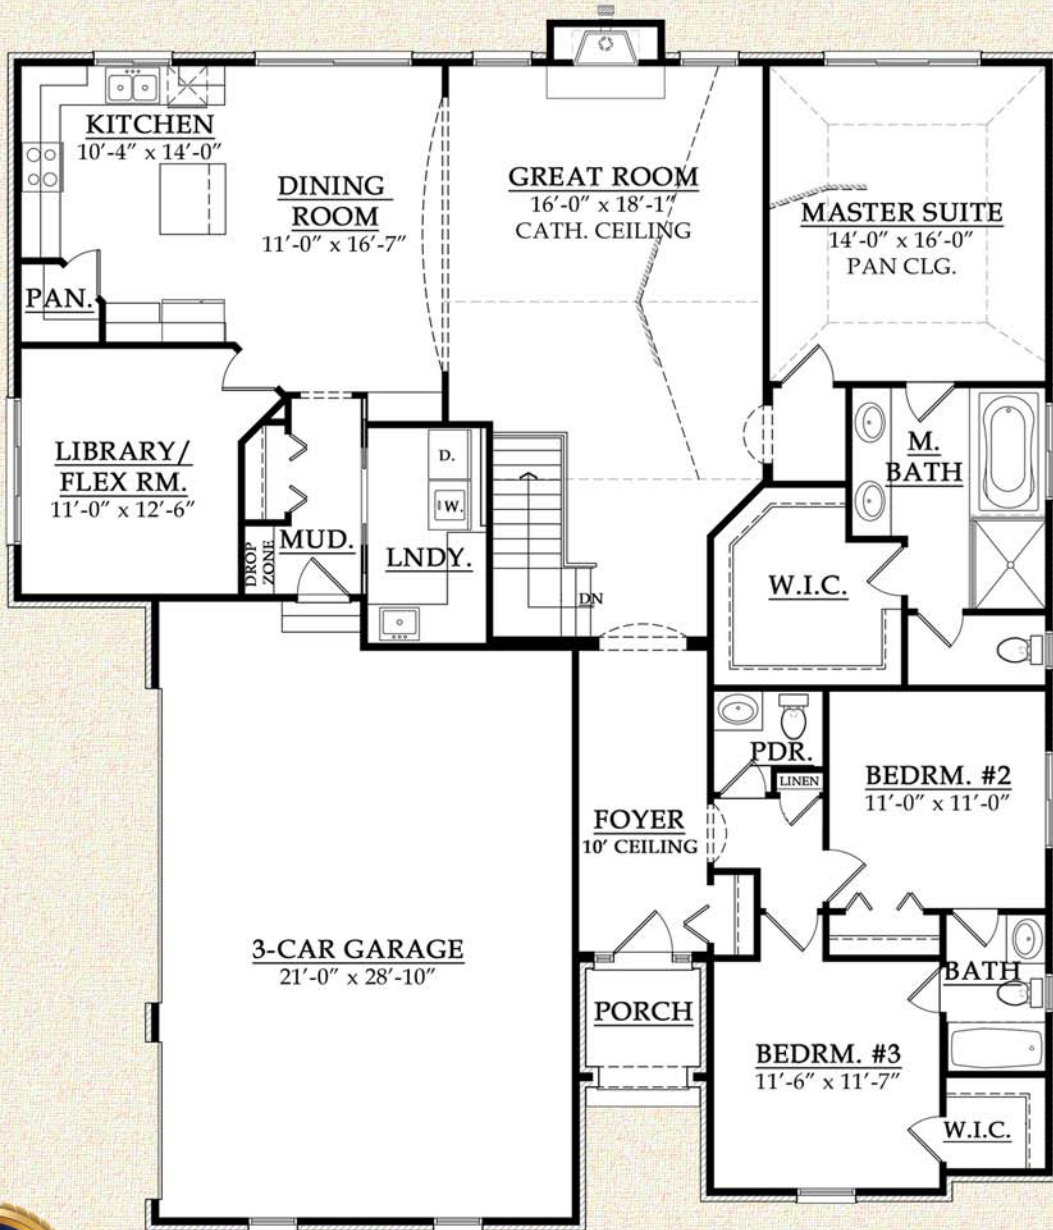 KITCHEN
10'-4" x 14'-0"
DINING
ROOM
11'-0" x 16'-7"
GREAT ROOM
16'-0" x 18'-1"
CATH. CEILING
MASTER SUITE
14'-0" x 16'-0"
PAN CLG.
PAN.
LIBRARY/
FLEX RM.
11'-0" x 12'-6"
DROP
ZONE
MUD.
D.
W.
LNDY.
DN
M.
BATH
W.I.C.
PDR.
LINEN
BEDRM. #2
11'-0" x 11'-0"
FOYER
10' CEILING
3-CAR GARAGE
21'-0" x 28'-10"
PORCH
BATH
BEDRM. #3
11'-6" x 11'-7"
W.I.C.